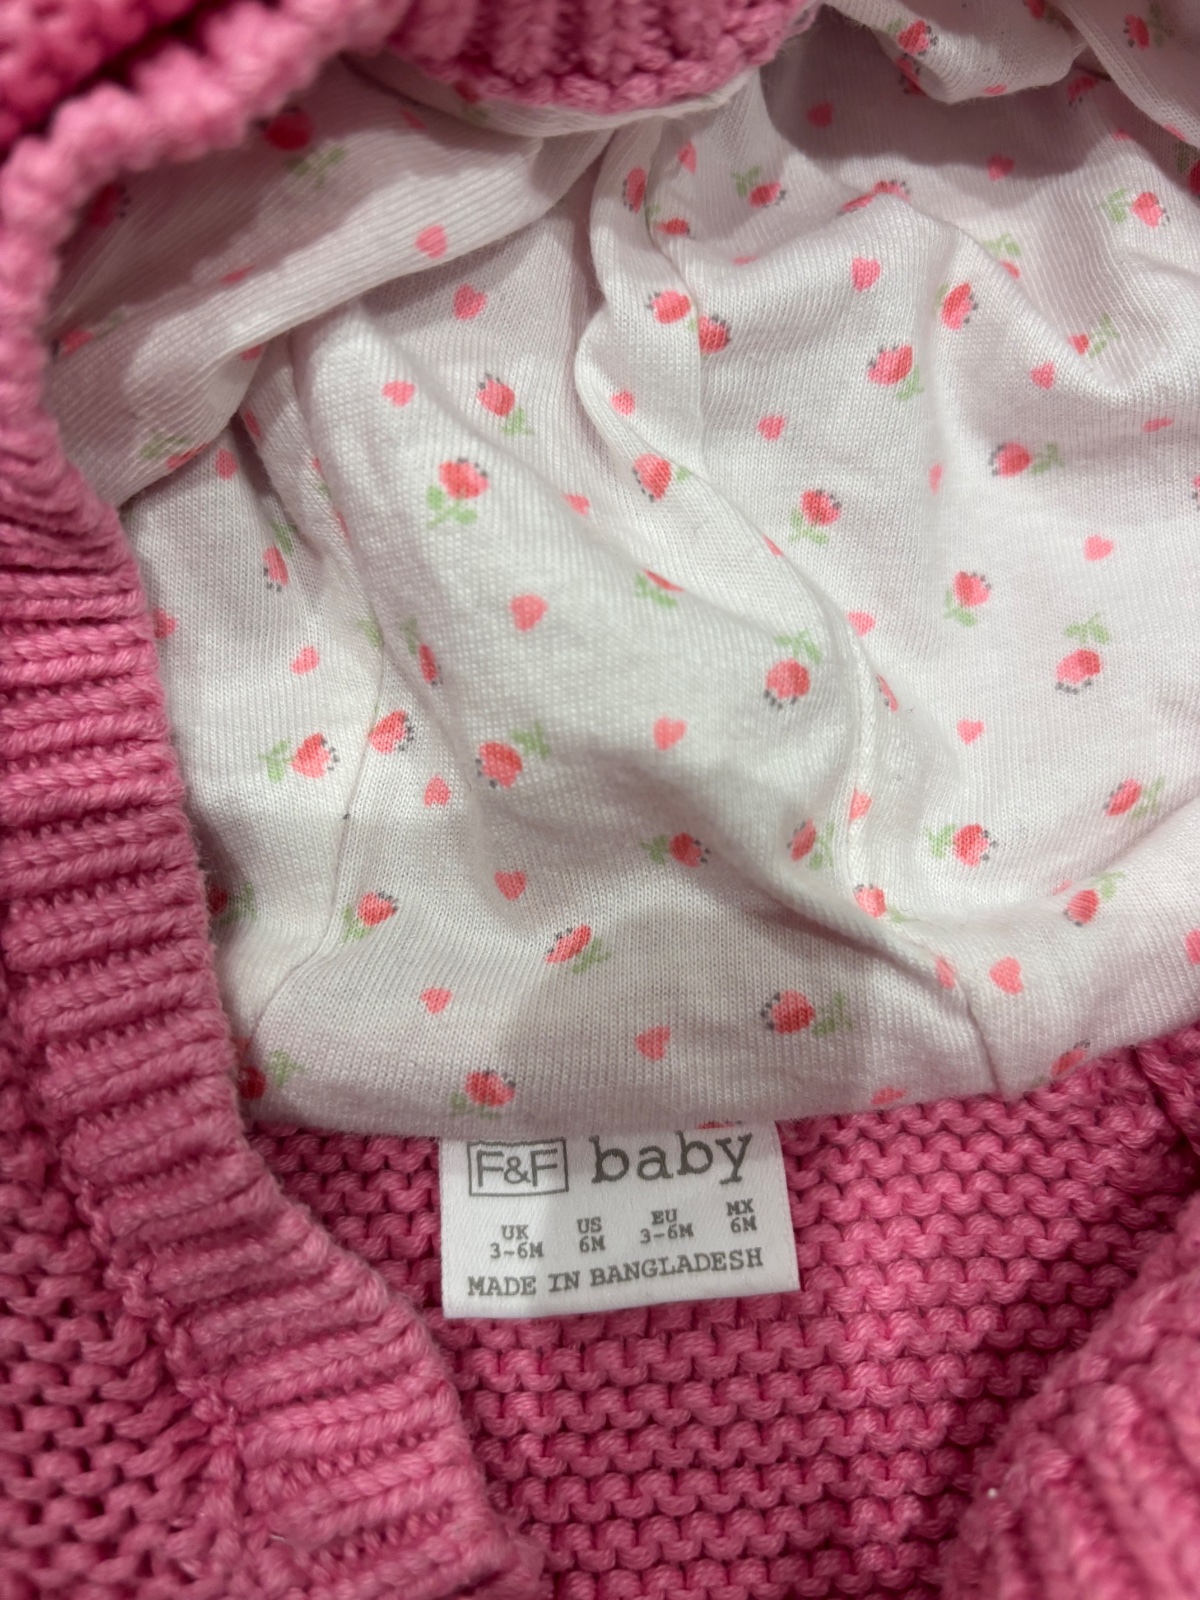 F&F baby
UK US EU MX
3-6M 6M 3-6M 6M
MADE IN BANGLADESH